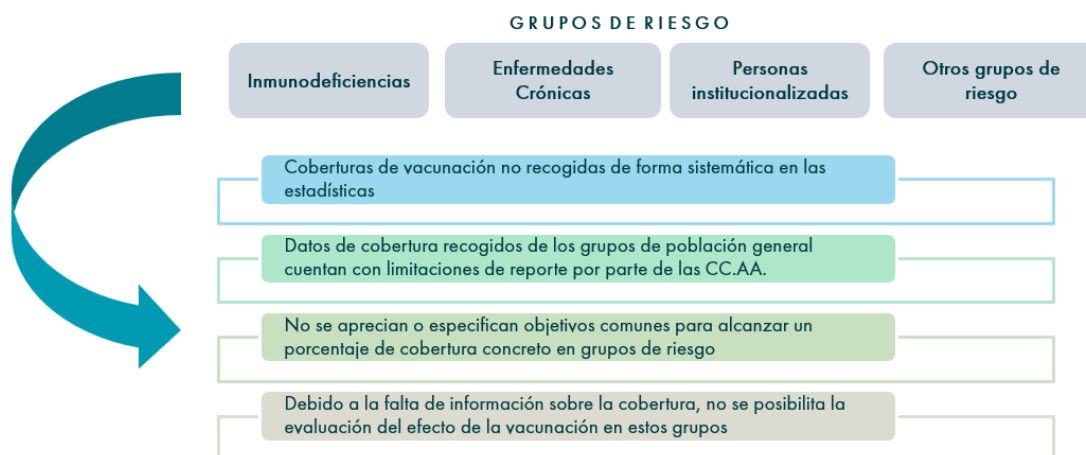 GRUPOS DE RIESGO
Inmunodeficiencias
Enfermedades
Crónicas
Personas
institucionalizadas
Otros grupos de
riesgo
Coberturas de vacunación no recogidas de forma sistemática en las
estadísticas
Datos de cobertura recogidos de los grupos de población general
cuentan con limitaciones de reporte por parte de las CC.AA.
No se aprecian o especifican objetivos comunes para alcanzar un
porcentaje de cobertura concreto en grupos de riesgo
Debido a la falta de información sobre la cobertura, no se posibilita la
evaluación del efecto de la vacunación en estos grupos